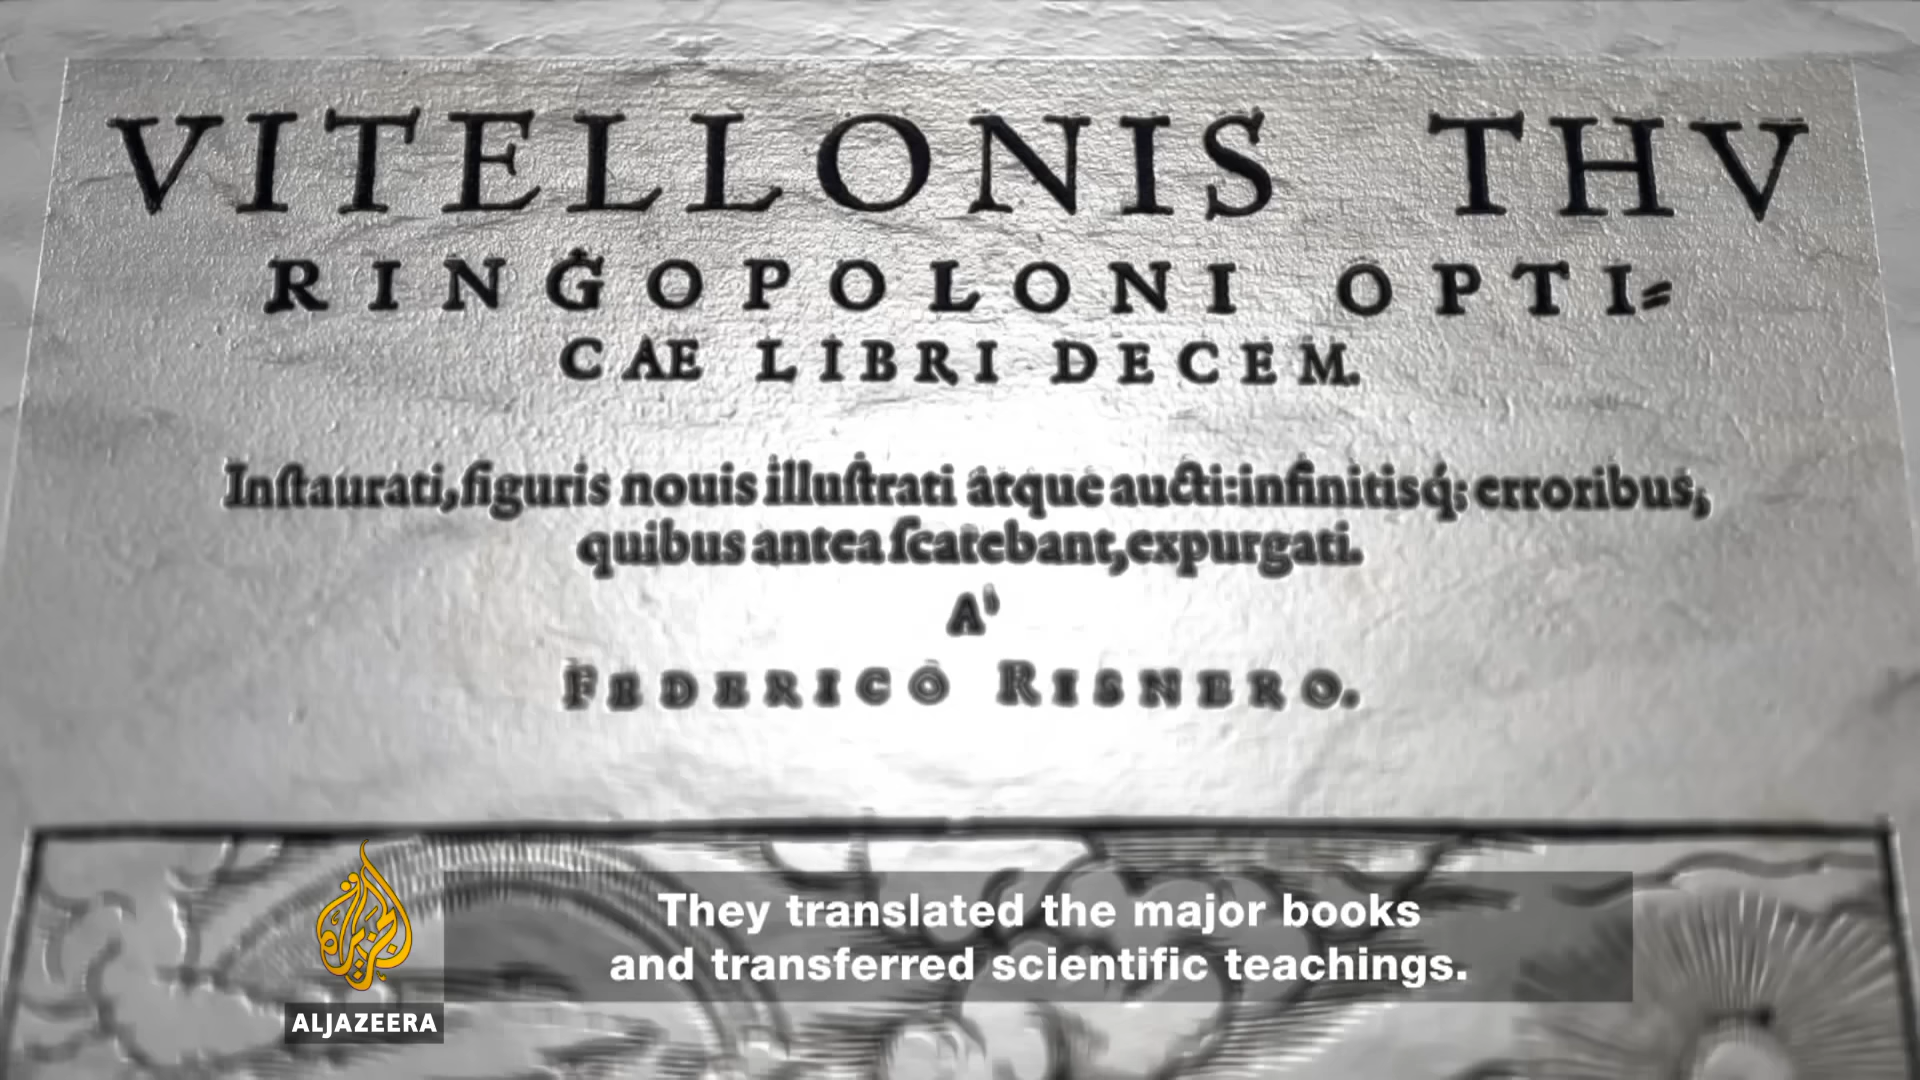 VITELLONIS THV
RINGOPOLONI OPTI=
CAE LIBRI DECEM.
Inſtaurati, figuris nouis illuſtrati atque aucti: infinitisq́; erroribus,
quibus antea ſcatebant, expurgati.
A'
FEDERICO RISNERO.
They translated the major books
and transferred scientific teachings.
الجزيرة
ALJAZEERA